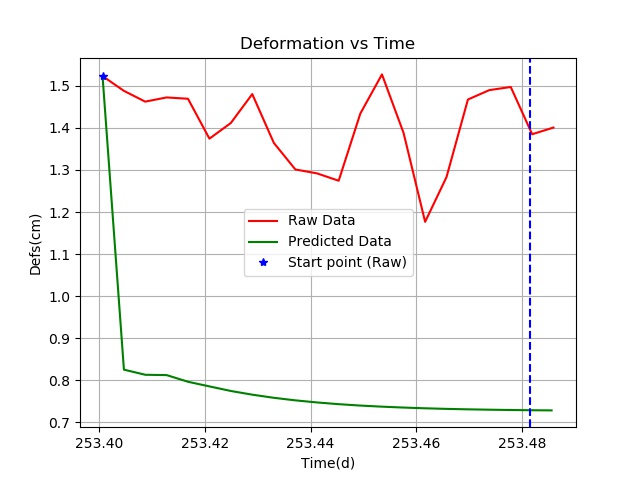 Deformation vs Time
Defs(cm)
1.5
1.4
1.3
1.2
1.1
1.0
0.9
0.8
0.7
Raw Data
Predicted Data
Start point (Raw)
253.40 253.42 253.44 253.46 253.48
Time(d)